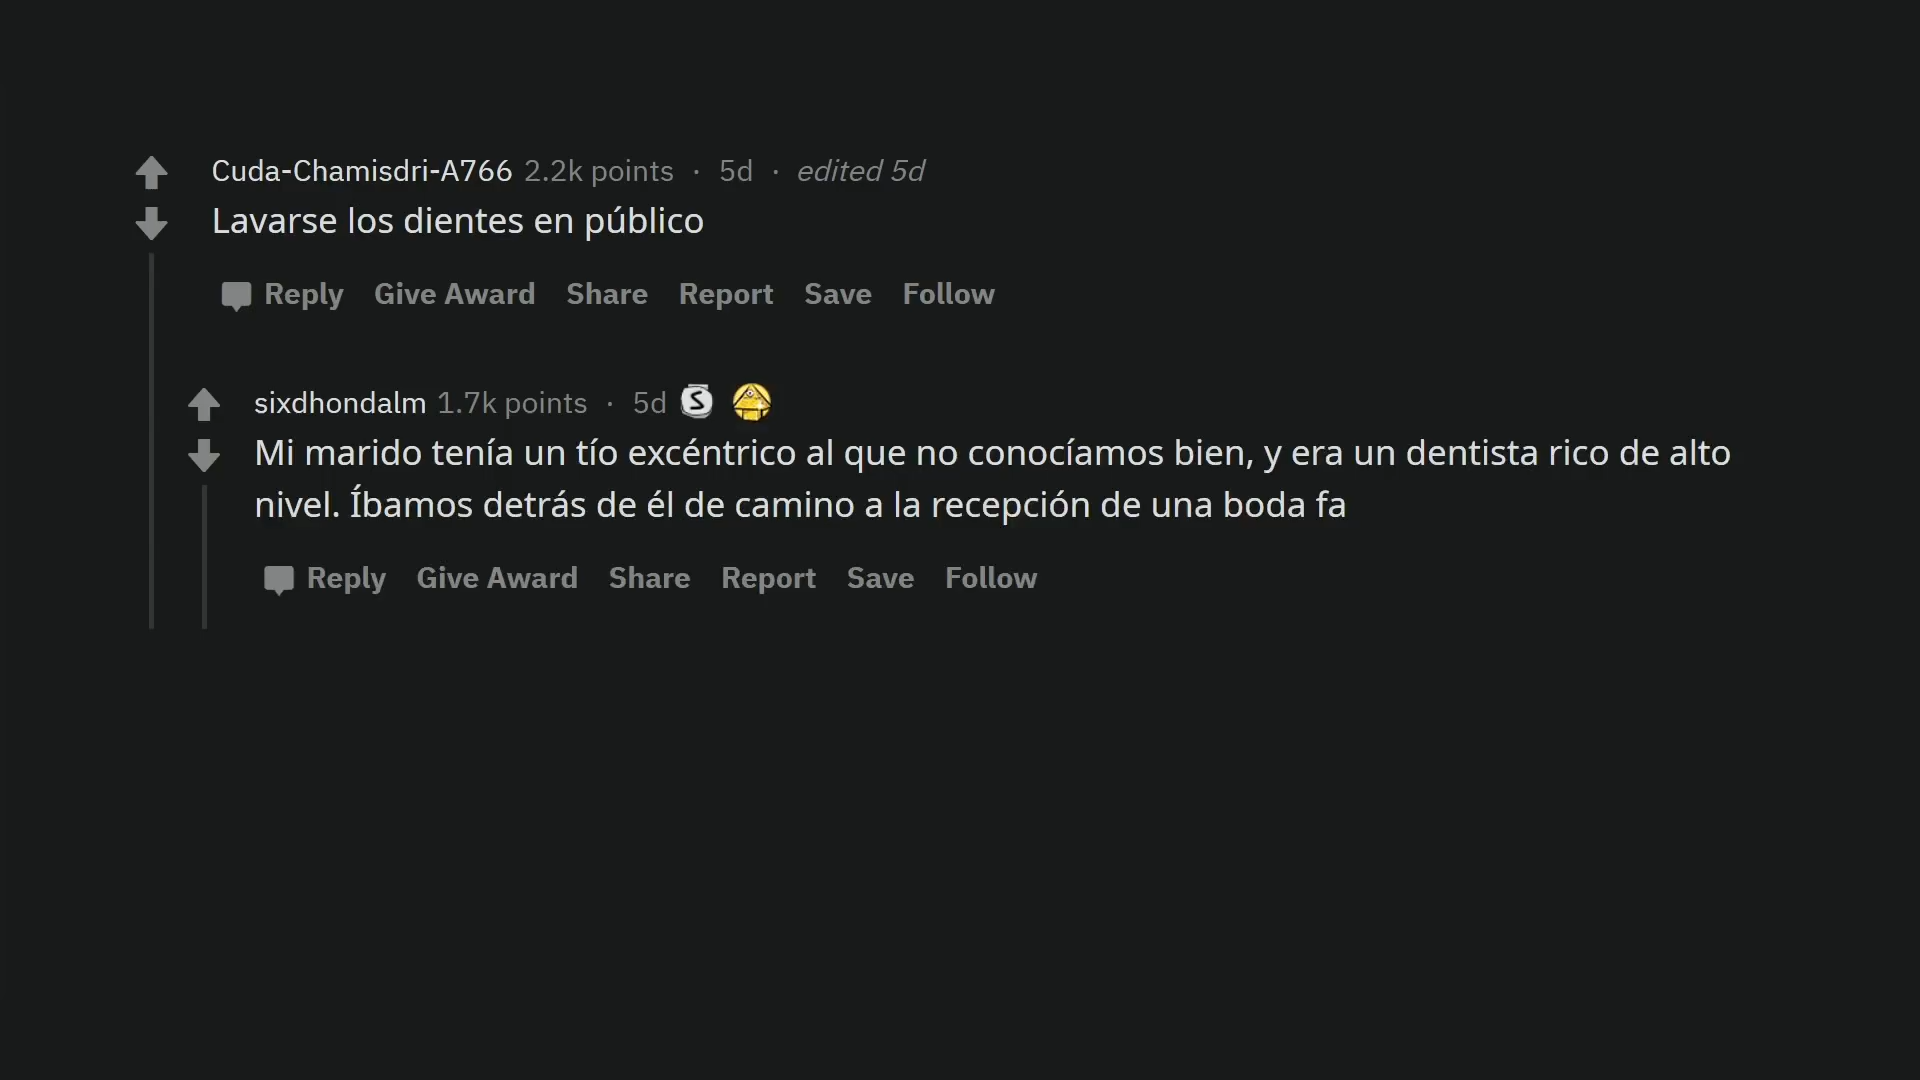 Cuda-Chamisdri-A766 2.2k points · 5d · edited 5d
Lavarse los dientes en público
Reply Give Award Share Report Save Follow
sixdhondalm 1.7k points · 5d S
Mi marido tenía un tío excéntrico al que no conocíamos bien, y era un dentista rico de alto
nivel. Íbamos detrás de él de camino a la recepción de una boda fa
Reply Give Award Share Report Save Follow